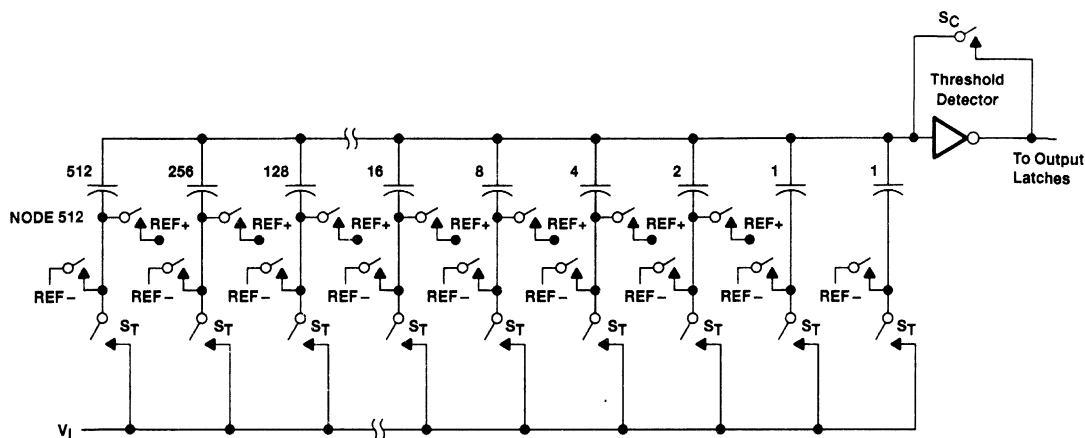 SC
Threshold
Detector
To Output
Latches
512 256 128 16 8 4 2 1 1
NODE 512 REF+ REF+ REF+ REF+ REF+ REF+ REF+
REF– REF– REF– REF– REF– REF– REF– REF– REF–
ST ST ST ST ST ST ST ST ST
VI